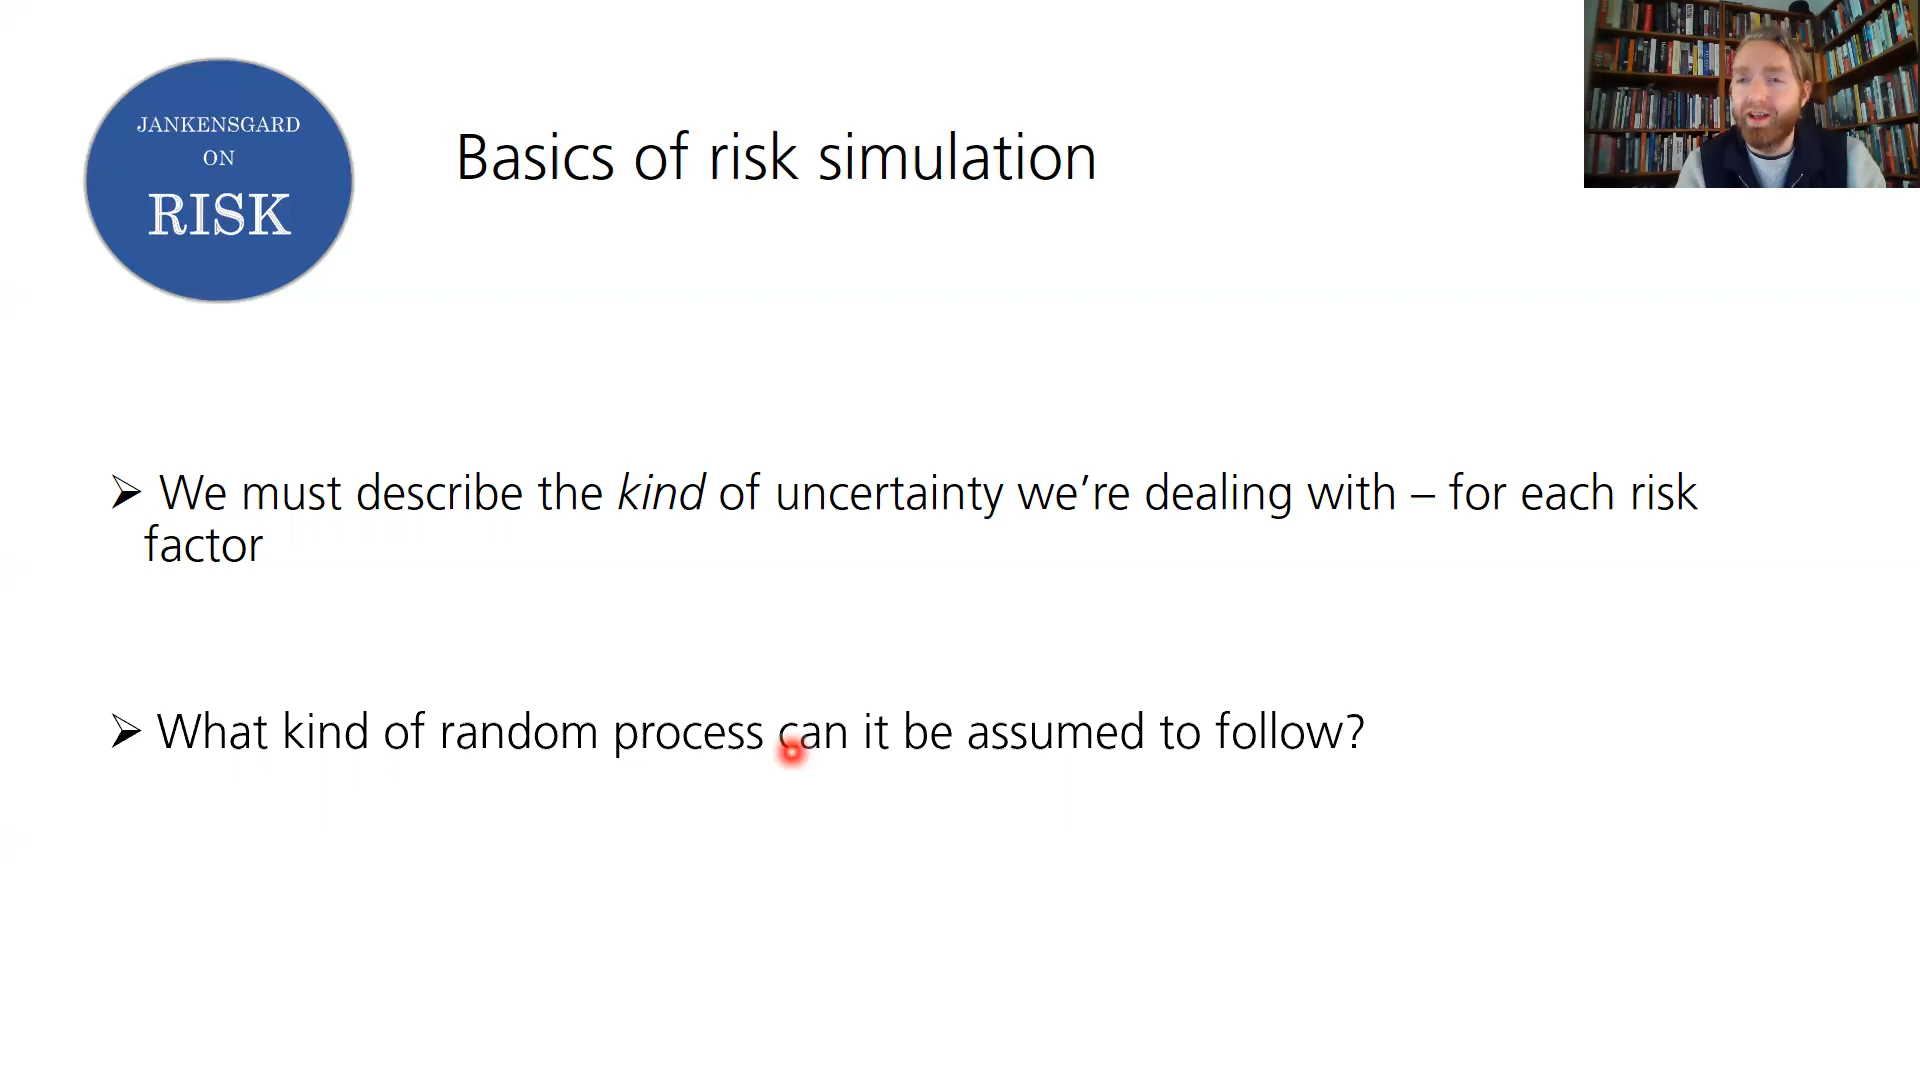 JANKENSGARD
ON
RISK
Basics of risk simulation
➢ We must describe the kind of uncertainty we’re dealing with – for each risk
factor
➢ What kind of random process can it be assumed to follow?